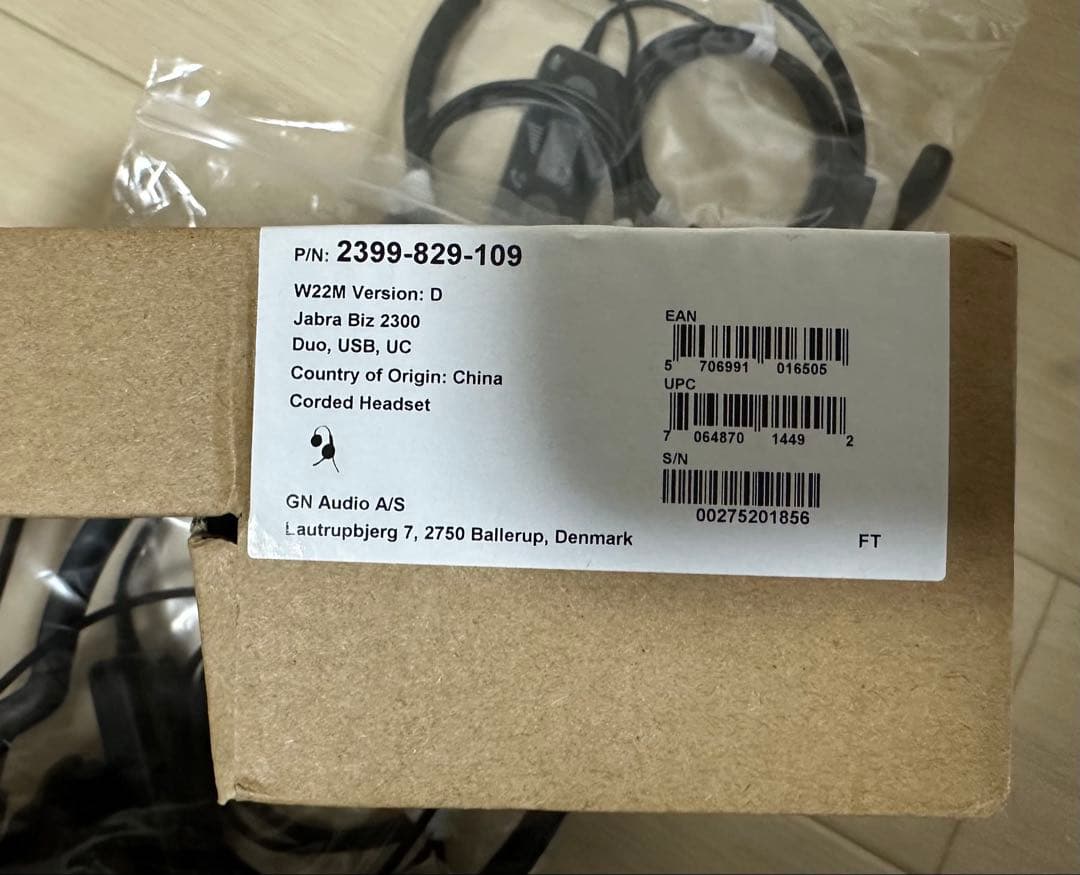 P/N: 2399-829-109
W22M Version: D
Jabra Biz 2300
Duo, USB, UC
Country of Origin: China
Corded Headset
GN Audio A/S
Lautrupbjerg 7, 2750 Ballerup, Denmark
EAN
5 706991 016505
UPC
7 064870 1449 2
S/N
00275201856
FT